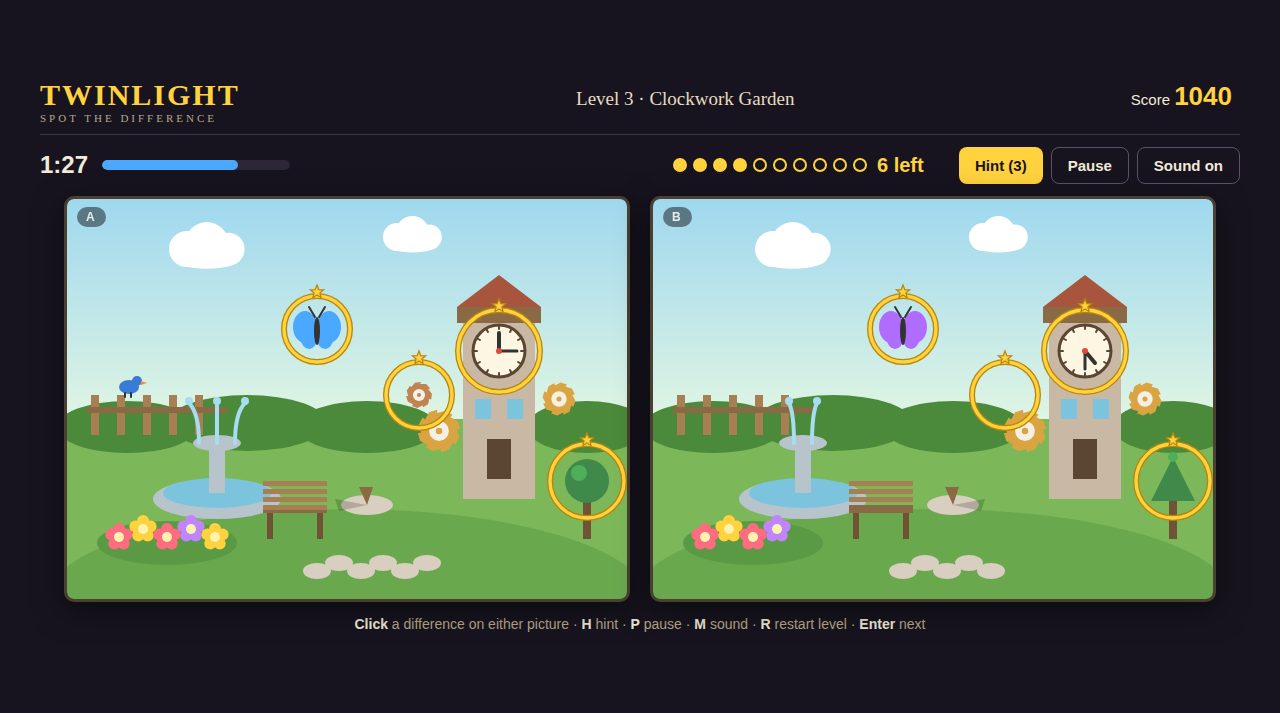 TWINLIGHT
SPOT THE DIFFERENCE
Level 3 · Clockwork Garden
Score 1040
1:27
6 left
Hint (3)
Pause
Sound on
A
B
Click a difference on either picture · H hint · P pause · M sound · R restart level · Enter next